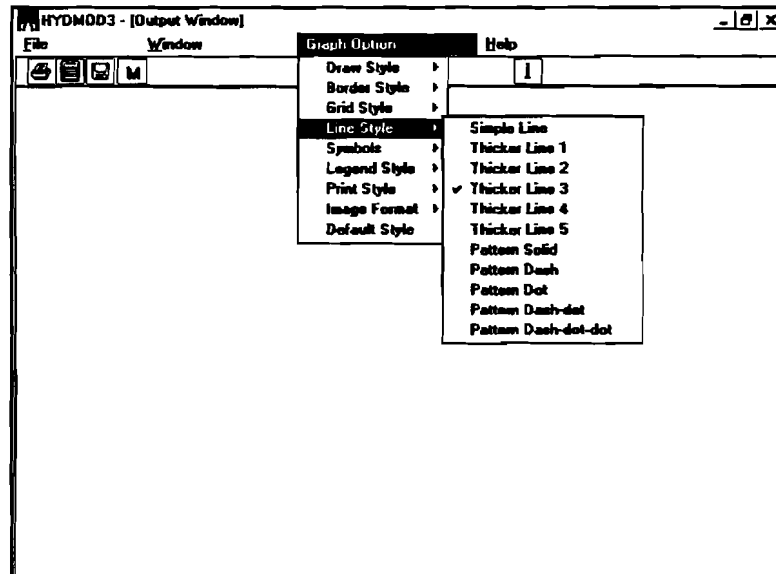 HYDMOD3 - [Output Window]
File Window Graph Option Help
M i
Draw Style
Border Style
Grid Style
Line Style
Symbols
Legend Style
Print Style
Image Format
Default Style
Simple Line
Thicker Line 1
Thicker Line 2
Thicker Line 3
Thicker Line 4
Thicker Line 5
Pattern Solid
Pattern Dash
Pattern Dot
Pattern Dash-dot
Pattern Dash-dot-dot